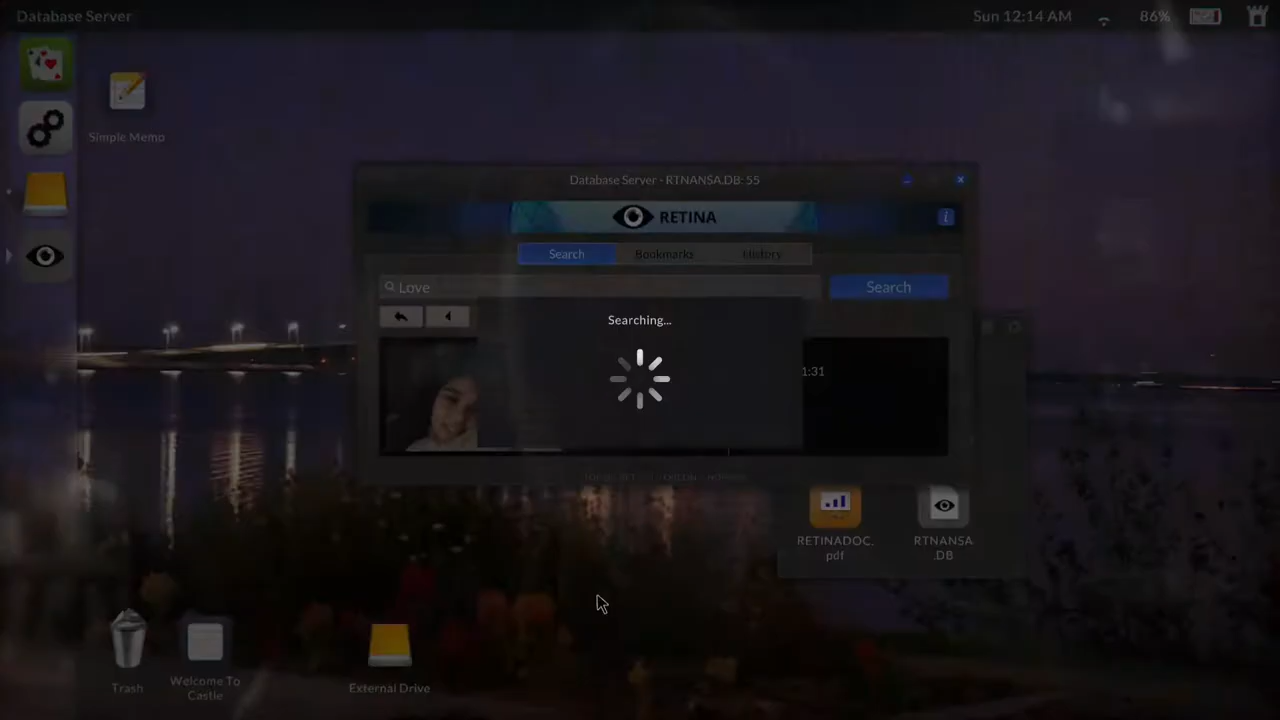 Database Server
Sun 12:14 AM
86%
Simple Memo
Database Server - RTNANSA.DB: 55
RETINA
i
Search
Bookmarks
History
Love
Search
Searching...
1:31
RETINADOC.
pdf
RTNANSA
.DB
Trash
Welcome To
Castle
External Drive